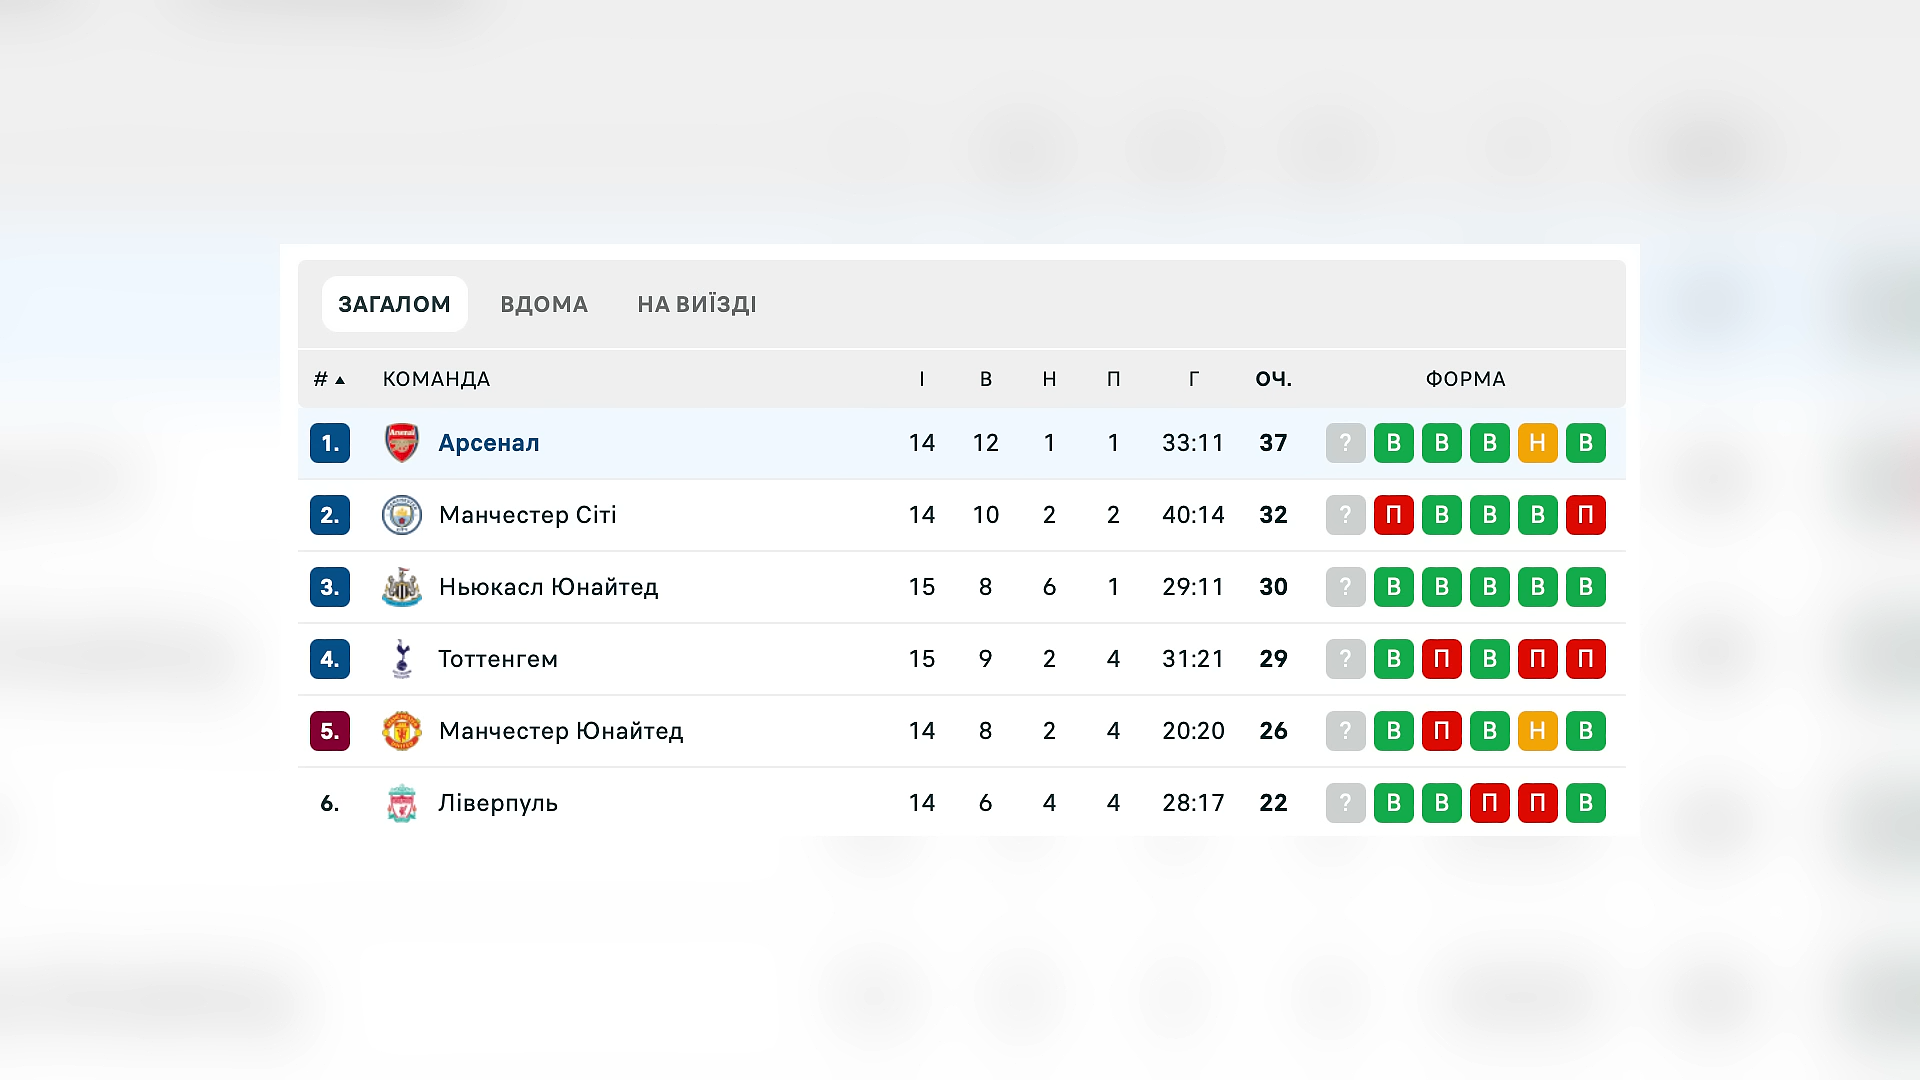 ЗАГАЛОМ ВДОМА НА ВИЇЗДІ
# КОМАНДА І В Н П Г ОЧ. ФОРМА
1. Арсенал 14 12 1 1 33:11 37 ? В В В Н В
2. Манчестер Сіті 14 10 2 2 40:14 32 ? П В В В П
3. Ньюкасл Юнайтед 15 8 6 1 29:11 30 ? В В В В В
4. Тоттенгем 15 9 2 4 31:21 29 ? В П В П П
5. Манчестер Юнайтед 14 8 2 4 20:20 26 ? В П В Н В
6. Ліверпуль 14 6 4 4 28:17 22 ? В В П П В